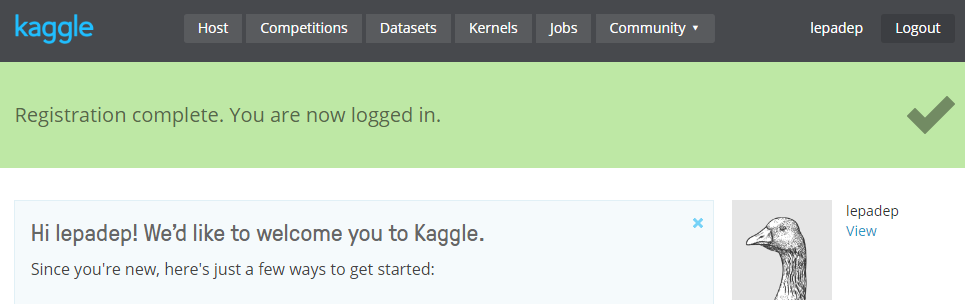 kaggle Host Competitions Datasets Kernels Jobs Community ▾ lepadep Logout
Registration complete. You are now logged in.
Hi lepadep! We'd like to welcome you to Kaggle.
Since you're new, here's just a few ways to get started:
lepadep
View